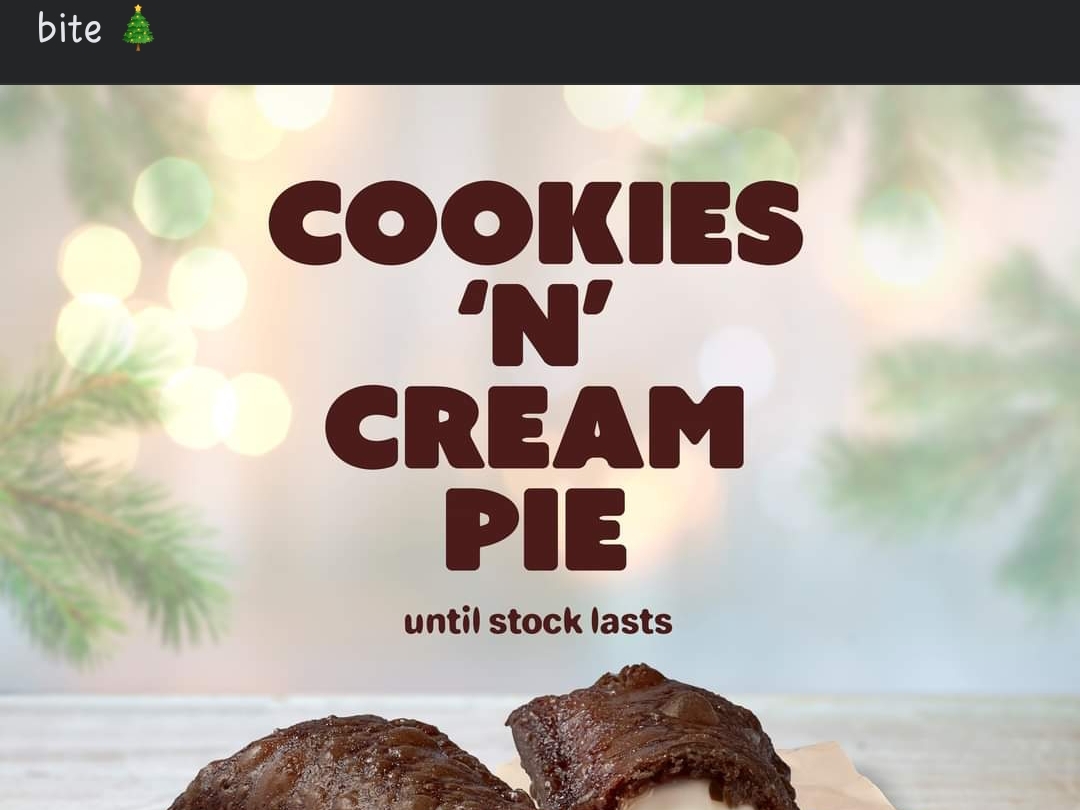 bite 🎄
COOKIES
‘N’
CREAM
PIE
until stock lasts